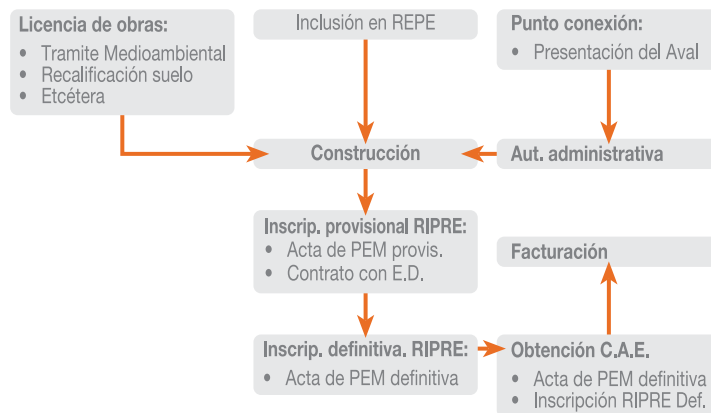 Licencia de obras:
• Tramite Medioambiental
• Recalificación suelo
• Etcétera
Inclusión en REPE
Punto conexión:
• Presentación del Aval
Construcción
Aut. administrativa
Inscrip. provisional RIPRE:
• Acta de PEM provis.
• Contrato con E.D.
Facturación
Inscrip. definitiva. RIPRE:
• Acta de PEM definitiva
Obtención C.A.E.
• Acta de PEM definitiva
• Inscripción RIPRE Def.